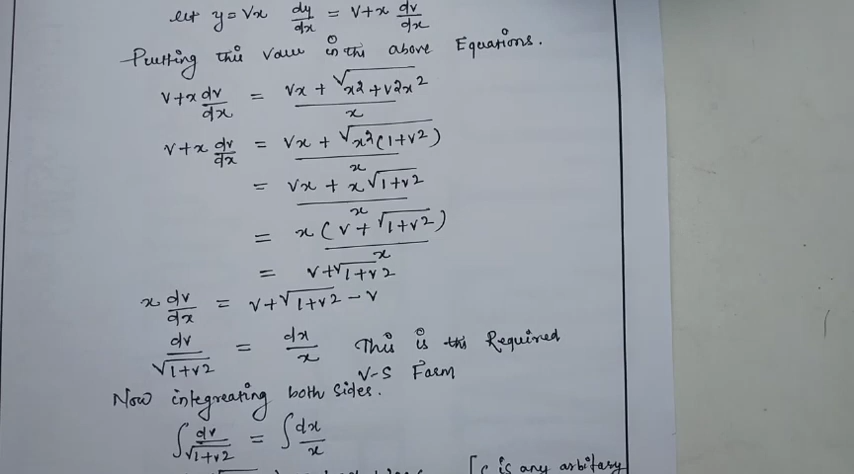 let y = vx dy/dx = v + x dv/dx
Putting this value in the above Equations.
v + x dv/dx = vx + √x2 + v2x2 / x
v + x dv/dx = vx + √x2(1+v2) / x
= vx + x√1+v2 / x
= x(v + √1+v2) / x
= v + √1+v2
x dv/dx = v + √1+v2 - v
dv/√1+v2 = dx/x This is the Required
V-S Form
Now integreating both sides.
∫ dv/√1+v2 = ∫ dx/x
[c is any arbitary